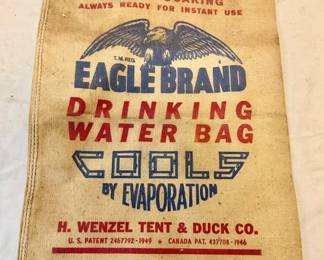 ALWAYS READY FOR INSTANT USE
T.M. REG.
EAGLE BRAND
DRINKING
WATER BAG
COOLS
BY EVAPORATION
H. WENZEL TENT & DUCK CO.
U.S. PATENT 2467792-1949 ★ CANADA PAT. 437708-1946